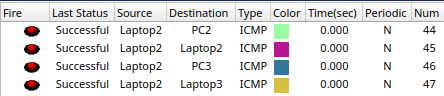 Fire Last Status Source Destination Type Color Time(sec) Periodic Num
Successful Laptop2 PC2 ICMP 0.000 N 44
Successful Laptop2 Laptop2 ICMP 0.000 N 45
Successful Laptop2 PC3 ICMP 0.000 N 46
Successful Laptop2 Laptop3 ICMP 0.000 N 47